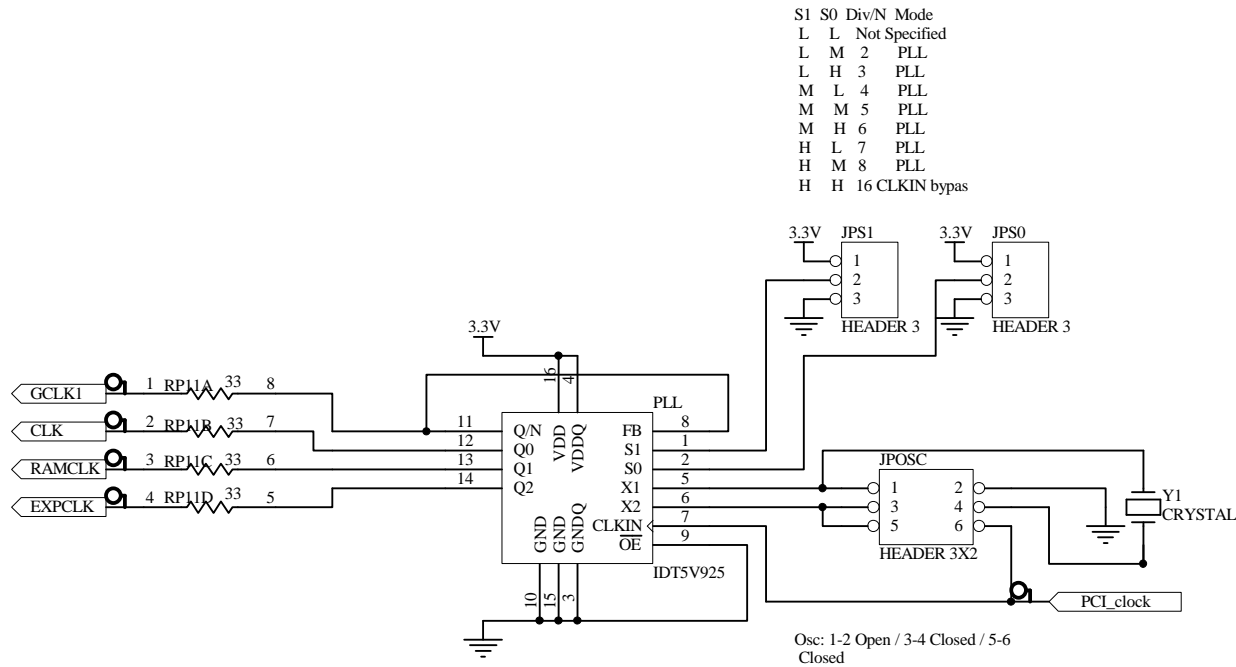 S1 S0 Div/N Mode
L L Not Specified
L M 2 PLL
L H 3 PLL
M L 4 PLL
M M 5 PLL
M H 6 PLL
H L 7 PLL
H M 8 PLL
H H 16 CLKIN bypas
3.3V JPS1 3.3V JPS0
1 1
2 2
3 3
HEADER 3 HEADER 3
3.3V
16 4
GCLK1 1 RP11A 33 8
CLK 2 RP11B 33 7
RAMCLK 3 RP11C 33 6
EXPCLK 4 RP11D 33 5
PLL
11 Q/N VDD VDDQ FB 8
12 Q0 S1 1
13 Q1 S0 2
14 Q2 X1 5
X2 6
CLKIN 7
OE 9
GND GND GNDQ
10 15 3
IDT5V925
JPOSC
1 2
3 4
5 6
HEADER 3X2
Y1
CRYSTAL
PCI_clock
Osc: 1-2 Open / 3-4 Closed / 5-6
Closed